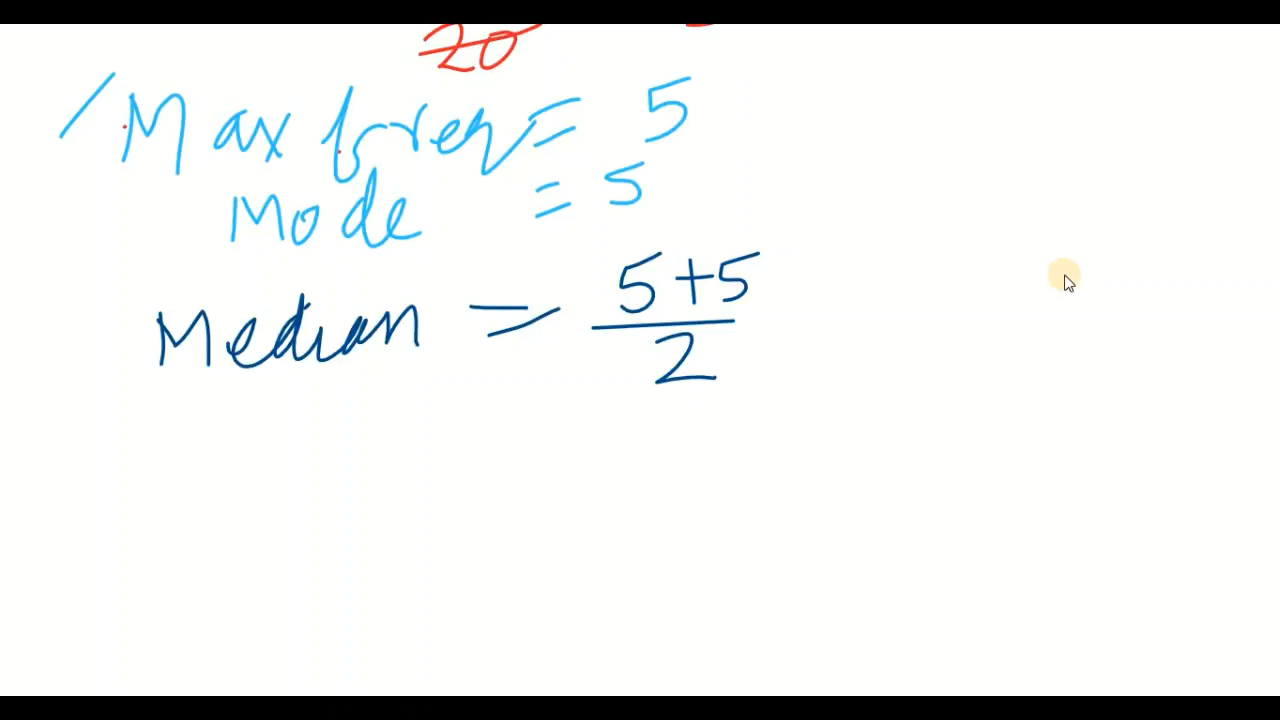 20
Max freq = 5
Mode = 5
Median = 5+5
2